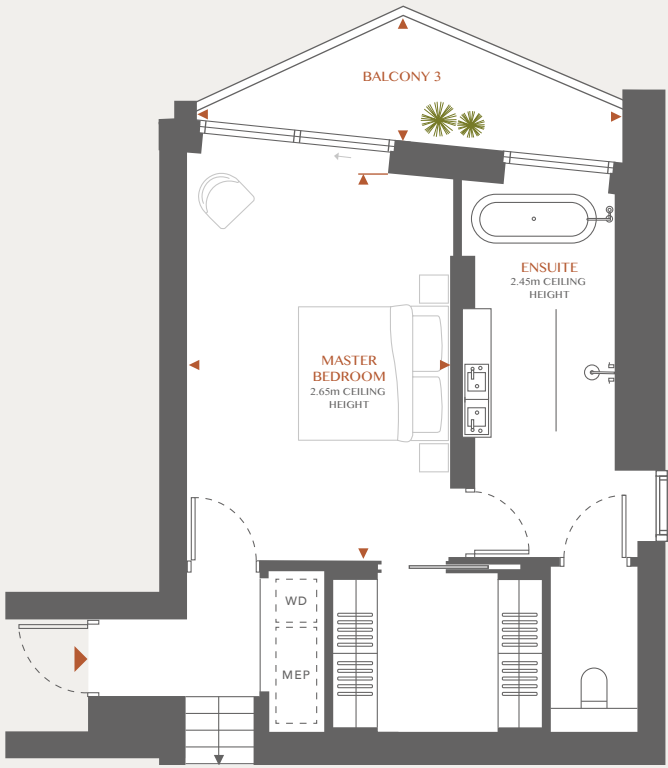 BALCONY 3
ENSUITE
2.45m CEILING
HEIGHT
MASTER
BEDROOM
2.65m CEILING
HEIGHT
WD
MEP